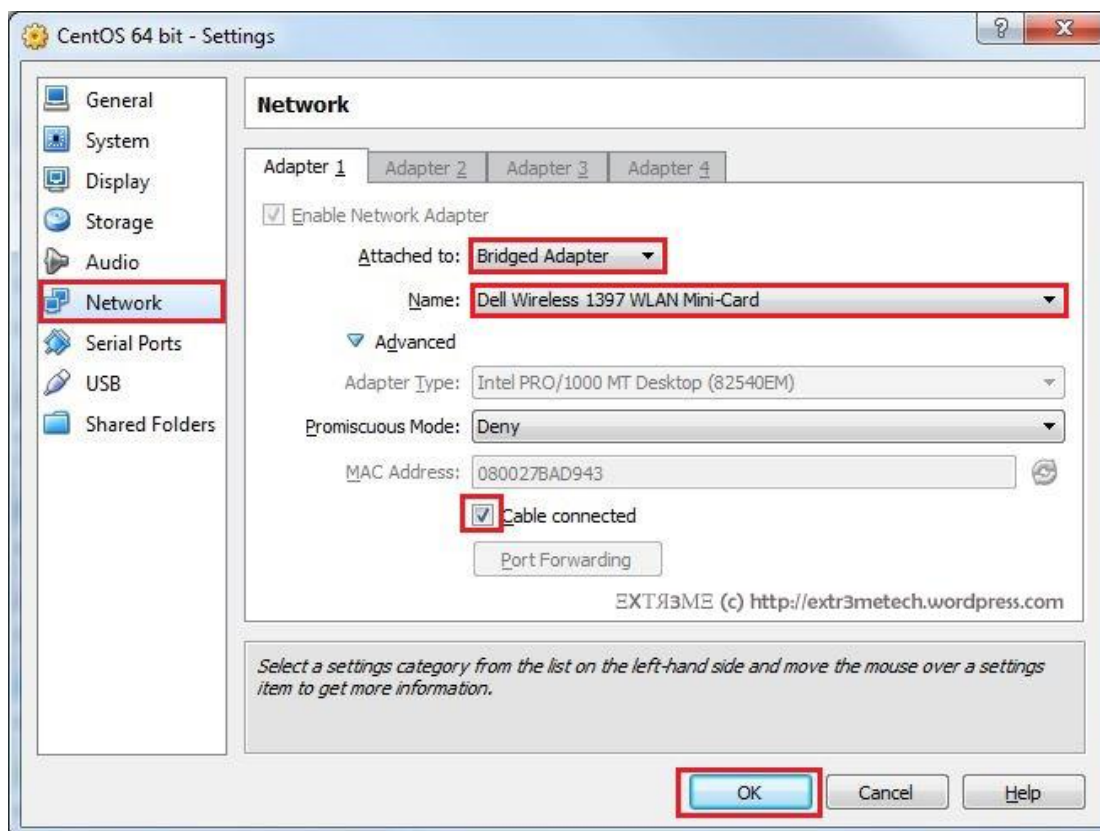 CentOS 64 bit - Settings
General
System
Display
Storage
Audio
Network
Serial Ports
USB
Shared Folders
Network
Adapter 1 Adapter 2 Adapter 3 Adapter 4
Enable Network Adapter
Attached to: Bridged Adapter
Name: Dell Wireless 1397 WLAN Mini-Card
Advanced
Adapter Type: Intel PRO/1000 MT Desktop (82540EM)
Promiscuous Mode: Deny
MAC Address: 080027BAD943
Cable connected
Port Forwarding
ΞXTЯ3MΞ (c) http://extr3metech.wordpress.com
Select a settings category from the list on the left-hand side and move the mouse over a settings
item to get more information.
OK Cancel Help